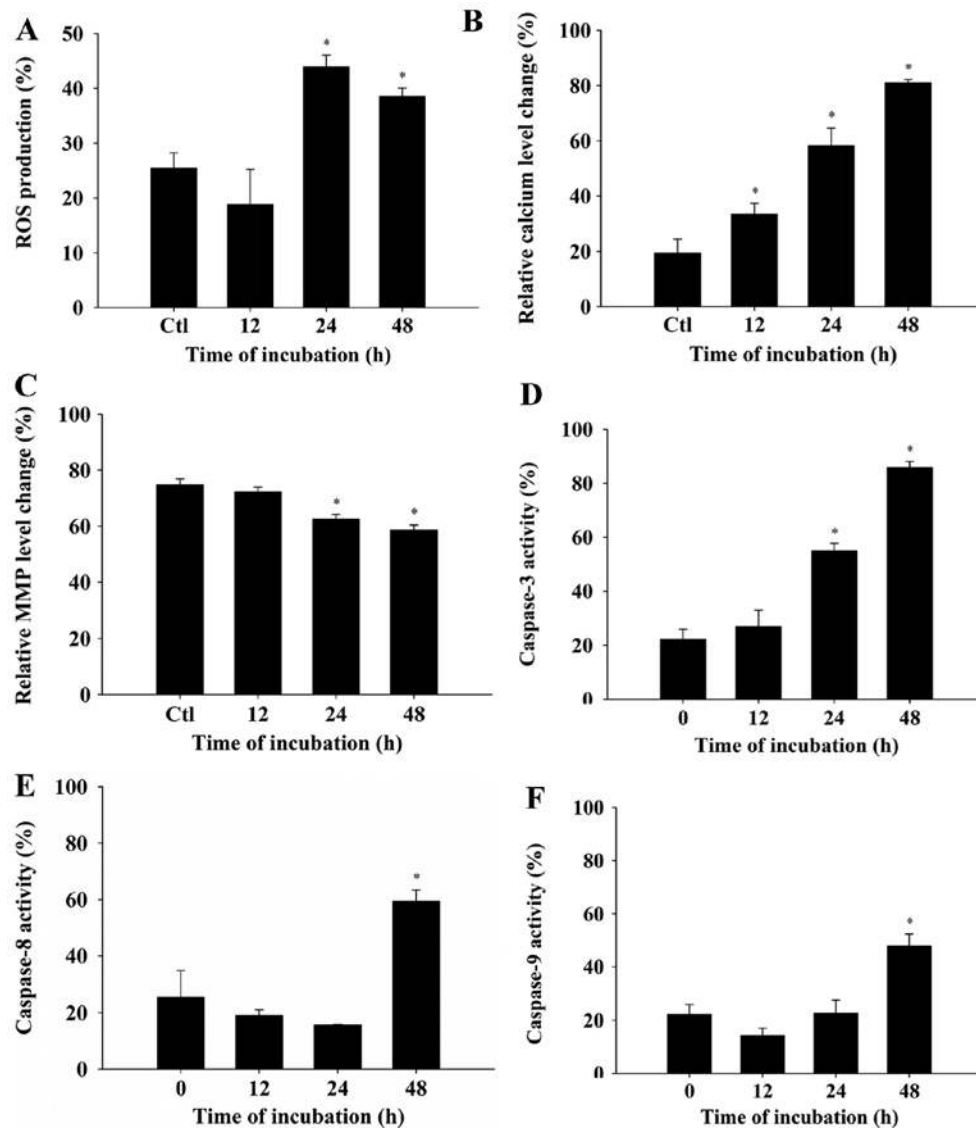 A
ROS production (%)
50
40
30
20
10
0
*
*
Ctl 12 24 48
Time of incubation (h)
B
Relative calcium level change (%)
100
80
60
40
20
0
*
*
*
Ctl 12 24 48
Time of incubation (h)
C
Relative MMP level change (%)
100
80
60
40
20
0
*
*
Ctl 12 24 48
Time of incubation (h)
D
Caspase-3 activity (%)
100
80
60
40
20
0
*
*
0 12 24 48
Time of incubation (h)
E
Caspase-8 activity (%)
100
80
60
40
20
0
*
0 12 24 48
Time of incubation (h)
F
Caspase-9 activity (%)
100
80
60
40
20
0
*
0 12 24 48
Time of incubation (h)